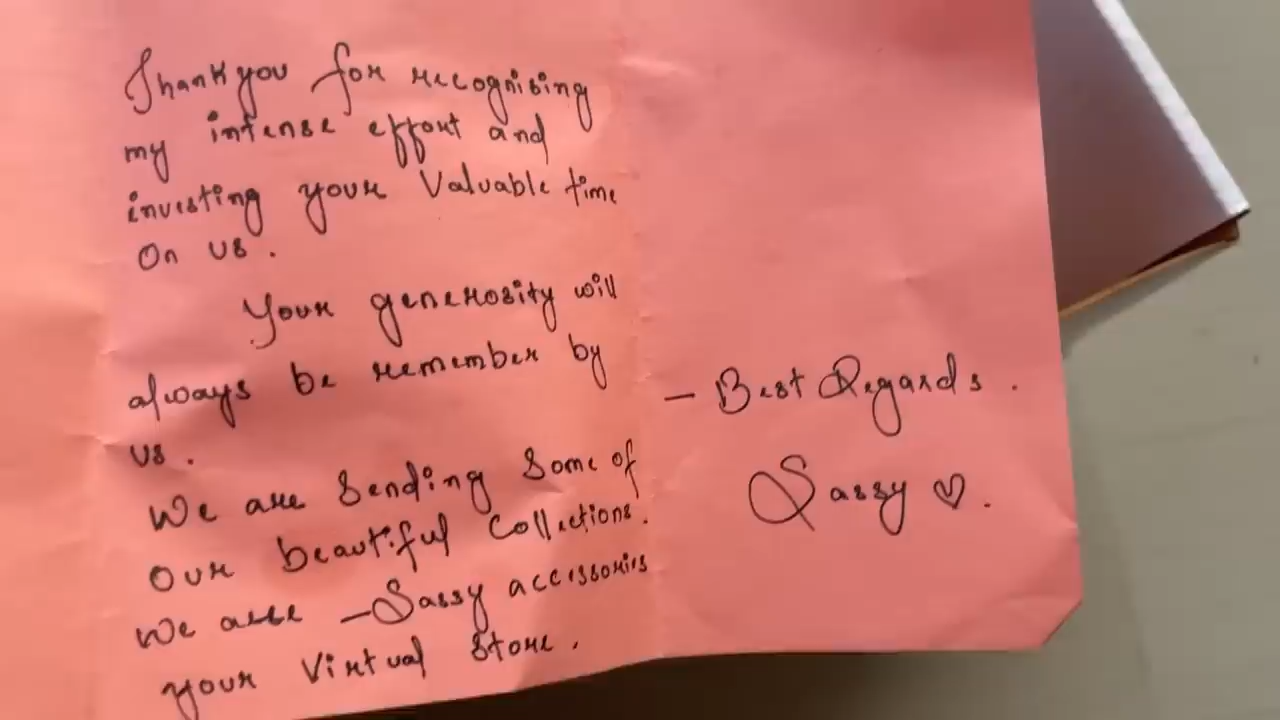 Thank you for recognising
my intense effort and
investing your Valuable time
On us.
Your generosity will
always be remember by
us.
We are Sending Some of
Our beautiful Collections.
We are - Sassy accessories
your Virtual Store.
- Best Regards.
Sassy ♡.